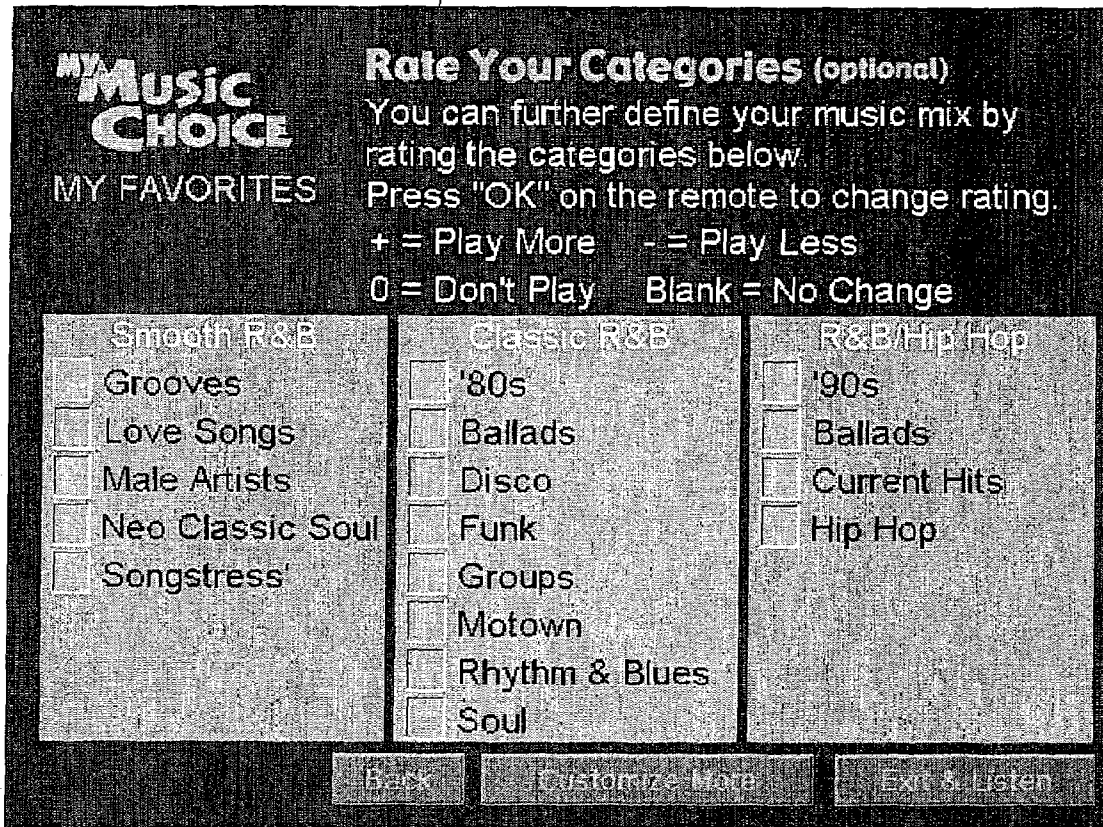 MY MUSIC CHOICE
MY FAVORITES
Rate Your Categories (optional)
You can further define your music mix by
rating the categories below.
Press "OK" on the remote to change rating.
+ = Play More - = Play Less
0 = Don't Play Blank = No Change
Smooth R&B
Grooves
Love Songs
Male Artists
Neo Classic Soul
Songstress'
Classic R&B
'80s
Ballads
Disco
Funk
Groups
Motown
Rhythm & Blues
Soul
R&B/Hip Hop
'90s
Ballads
Current Hits
Hip Hop
Back
Customize More
Exit & Listen